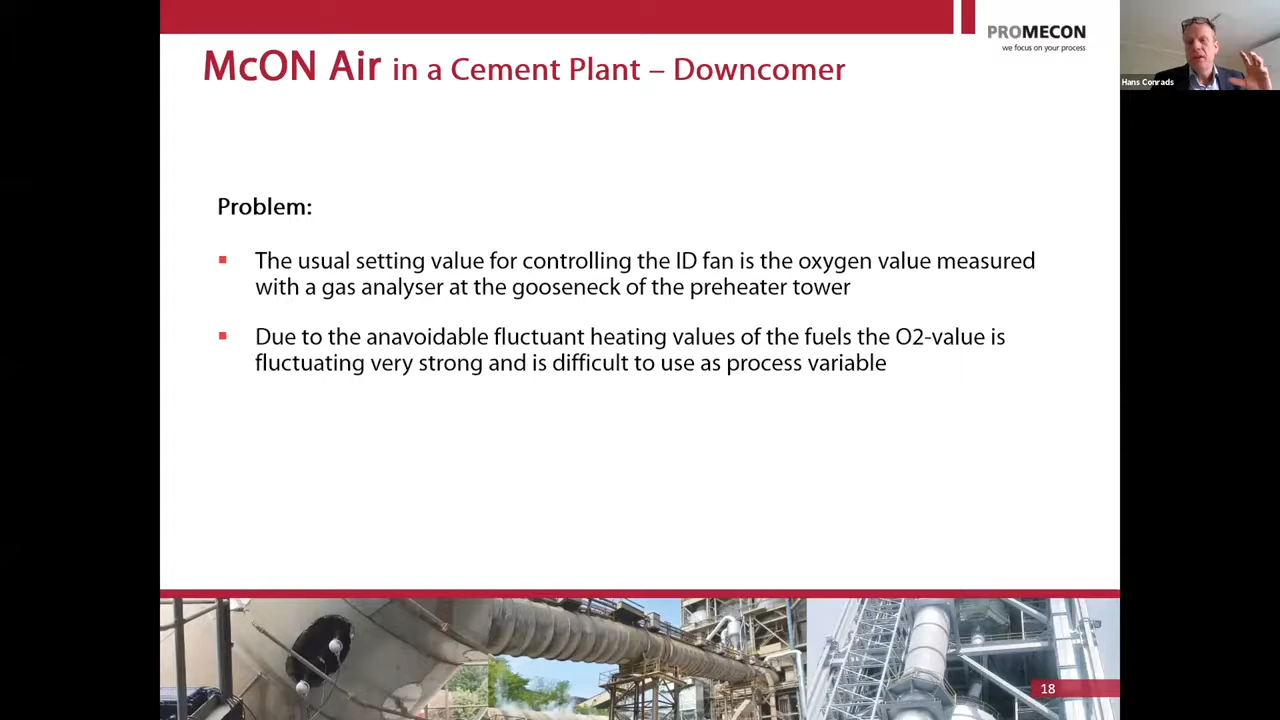 PROMECON
we focus on your process
Hans Conrads
McON Air in a Cement Plant – Downcomer
Problem:
The usual setting value for controlling the ID fan is the oxygen value measured
with a gas analyser at the gooseneck of the preheater tower
Due to the anavoidable fluctuant heating values of the fuels the O2-value is
fluctuating very strong and is difficult to use as process variable
18